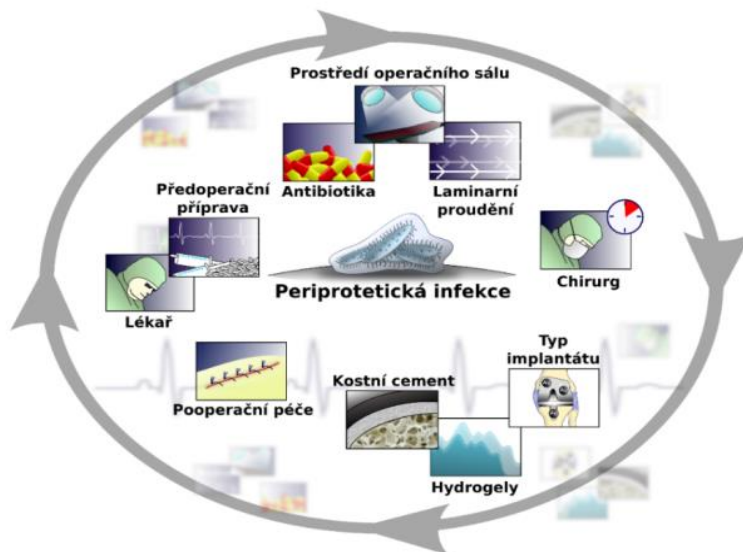 Prostředí operačního sálu
Antibiotika
Laminarní
proudění
Předoperační
příprava
Lékař
Periprotetická infekce
Chirurg
Pooperační péče
Kostní cement
Typ
implantátu
Hydrogely